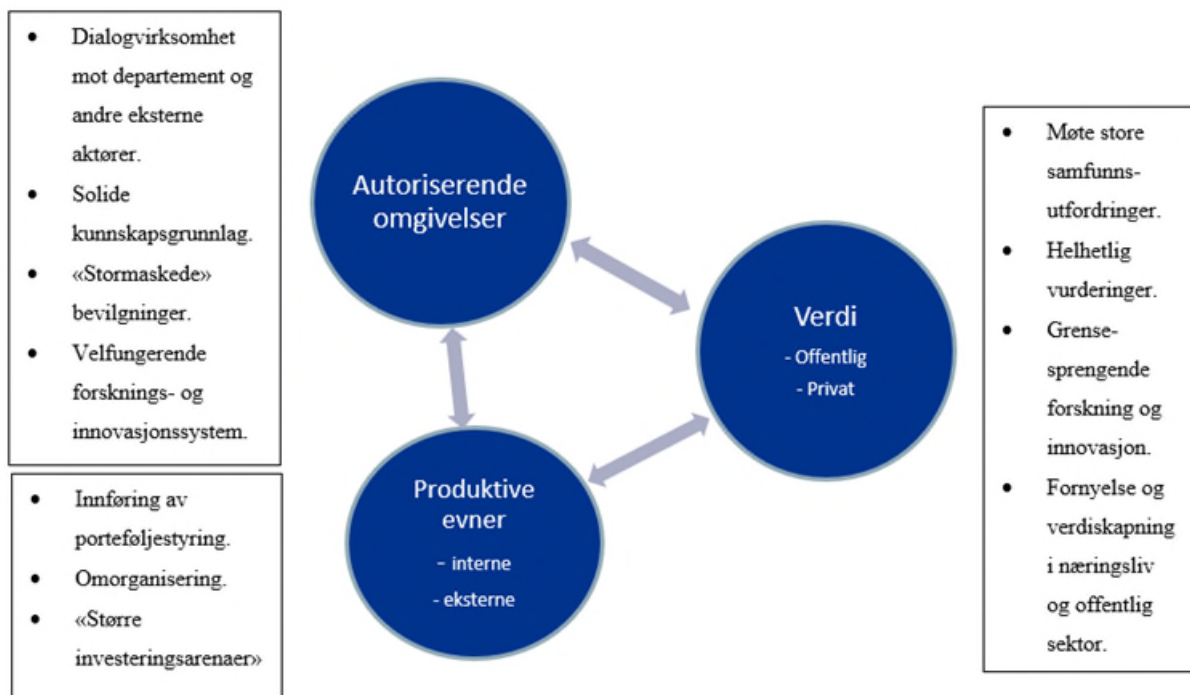 • Dialogvirksomhet
mot departement og
andre eksterne
aktører.
• Solide
kunnskapsgrunnlag.
• «Stormaskede»
bevilgninger.
• Velfungerende
forsknings- og
innovasjonssystem.
• Innføring av
porteføljestyring.
• Omorganisering.
• «Større
investeringsarenaer»
Autoriserende
omgivelser
Produktive
evner
- interne
- eksterne
Verdi
- Offentlig
- Privat
• Møte store
samfunns-
utfordringer.
• Helhetlig
vurderinger.
• Grense-
sprengende
forskning og
innovasjon.
• Fornyelse og
verdiskapning
i næringsliv
og offentlig
sektor.